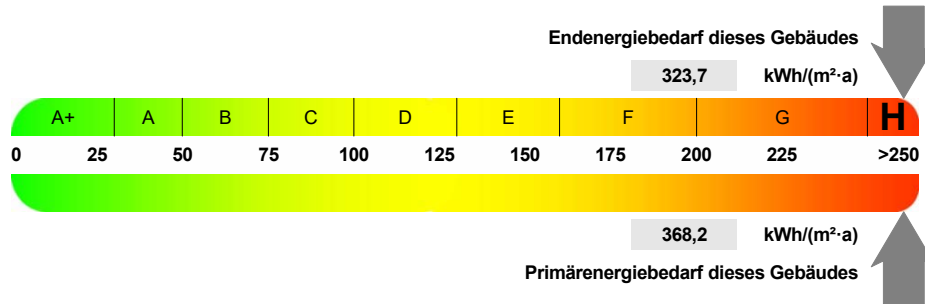 Endenergiebedarf dieses Gebäudes
323,7 kWh/(m²·a)
A+ A B C D E F G H
0 25 50 75 100 125 150 175 200 225 >250
368,2 kWh/(m²·a)
Primärenergiebedarf dieses Gebäudes